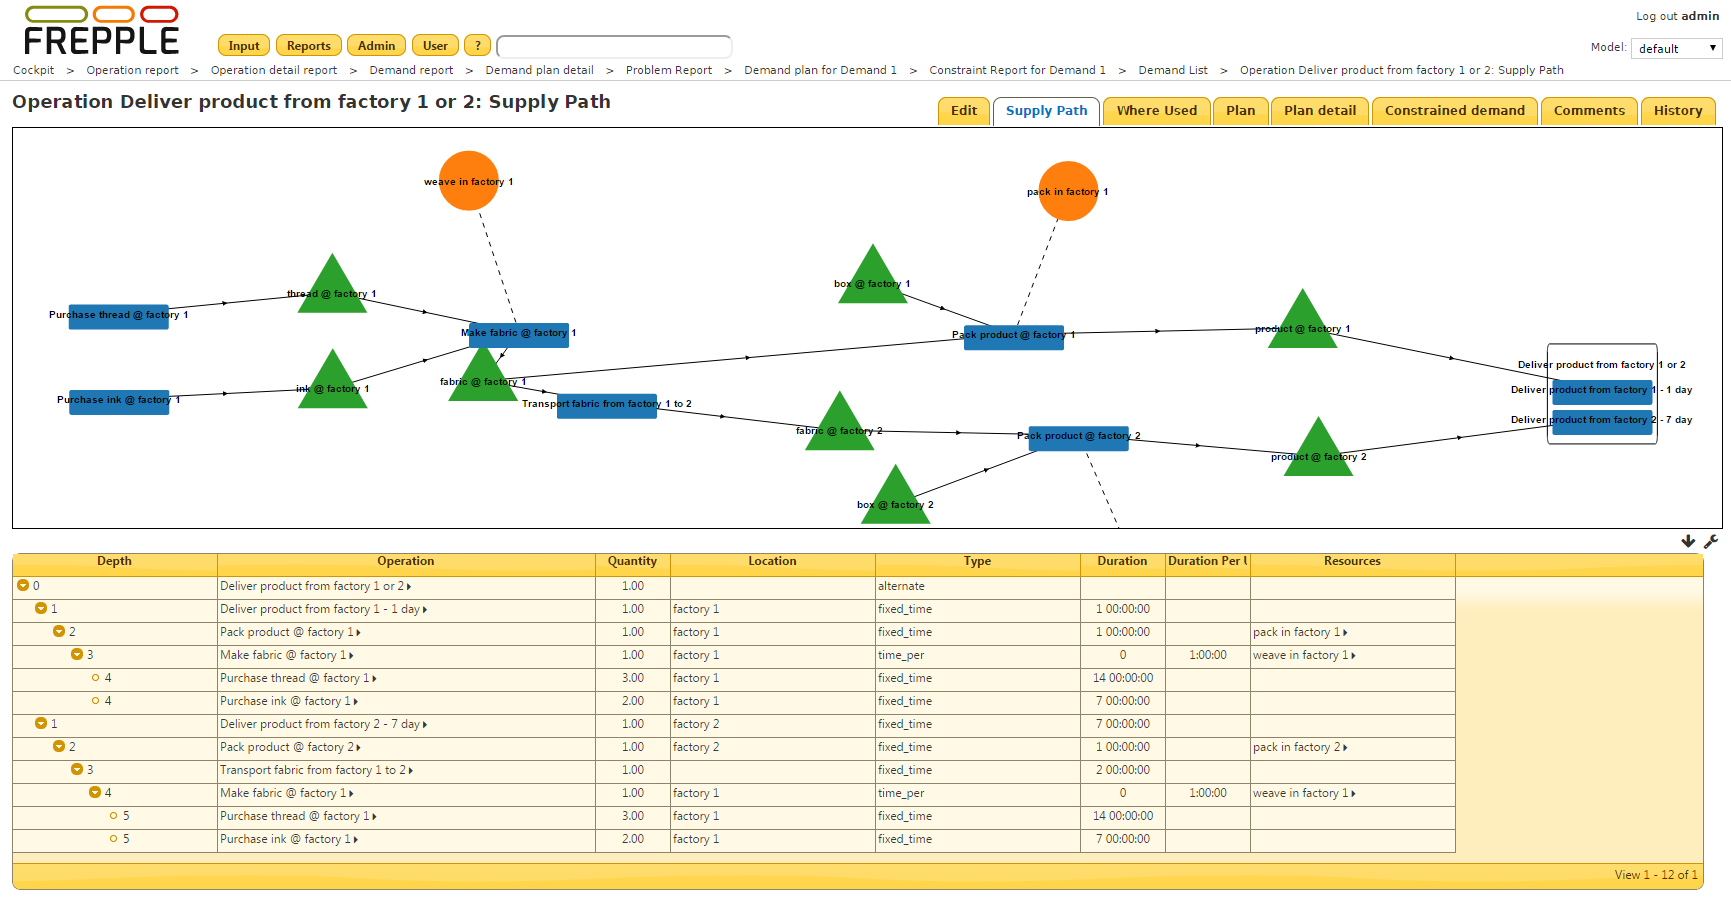 FREPPLE
Input Reports Admin User ?
Log out admin
Model: default
Cockpit > Operation report > Operation detail report > Demand report > Demand plan detail > Problem Report > Demand plan for Demand 1 > Constraint Report for Demand 1 > Demand List > Operation Deliver product from factory 1 or 2: Supply Path
Operation Deliver product from factory 1 or 2: Supply Path
Edit Supply Path Where Used Plan Plan detail Constrained demand Comments History
weave in factory 1
pack in factory 1
box @ factory 1
thread @ factory 1
Purchase thread @ factory 1
Make fabric @ factory 1
Pack product @ factory 1
product @ factory 1
Deliver product from factory 1 or 2
fabric @ factory 1
ink @ factory 1
Deliver product from factory 1 - 1 day
Purchase ink @ factory 1
Transport fabric from factory 1 to 2
Deliver product from factory 2 - 7 day
fabric @ factory 2
Pack product @ factory 2
product @ factory 2
box @ factory 2
Depth Operation Quantity Location Type Duration Duration Per Resources
0 Deliver product from factory 1 or 2 1.00 alternate
1 Deliver product from factory 1 - 1 day 1.00 factory 1 fixed_time 1 00:00:00
2 Pack product @ factory 1 1.00 factory 1 fixed_time 1 00:00:00 pack in factory 1
3 Make fabric @ factory 1 1.00 factory 1 time_per 0 1:00:00 weave in factory 1
4 Purchase thread @ factory 1 3.00 factory 1 fixed_time 14 00:00:00
4 Purchase ink @ factory 1 2.00 factory 1 fixed_time 7 00:00:00
1 Deliver product from factory 2 - 7 day 1.00 factory 2 fixed_time 7 00:00:00
2 Pack product @ factory 2 1.00 factory 2 fixed_time 1 00:00:00 pack in factory 2
3 Transport fabric from factory 1 to 2 1.00 fixed_time 2 00:00:00
4 Make fabric @ factory 1 1.00 factory 1 time_per 0 1:00:00 weave in factory 1
5 Purchase thread @ factory 1 3.00 factory 1 fixed_time 14 00:00:00
5 Purchase ink @ factory 1 2.00 factory 1 fixed_time 7 00:00:00
View 1 - 12 of 1